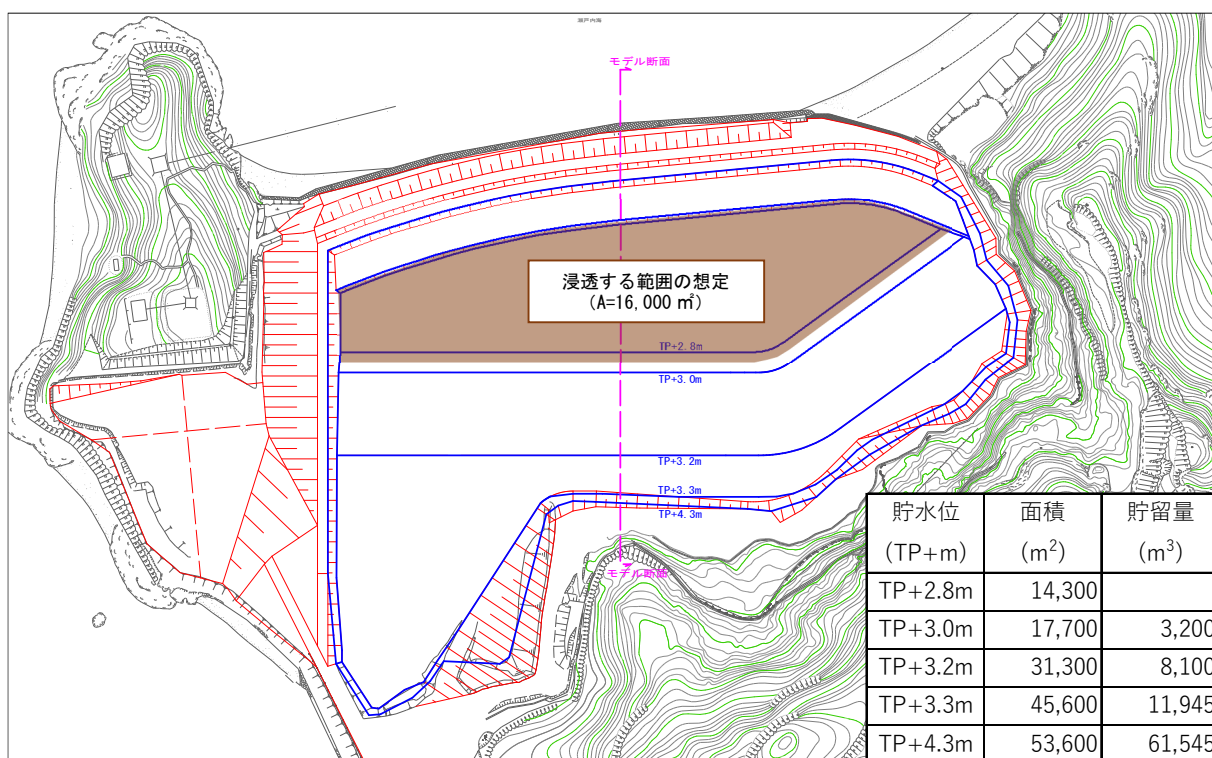 瀬戸内海
モデル断面
浸透する範囲の想定
(A=16,000 ㎡)
TP+2.8m
TP+3.0m
TP+3.2m
TP+3.3m
TP+4.3m
モデル断面
貯水位 面積 貯留量
(TP+m) (m²) (m³)
TP+2.8m 14,300
TP+3.0m 17,700 3,200
TP+3.2m 31,300 8,100
TP+3.3m 45,600 11,945
TP+4.3m 53,600 61,545